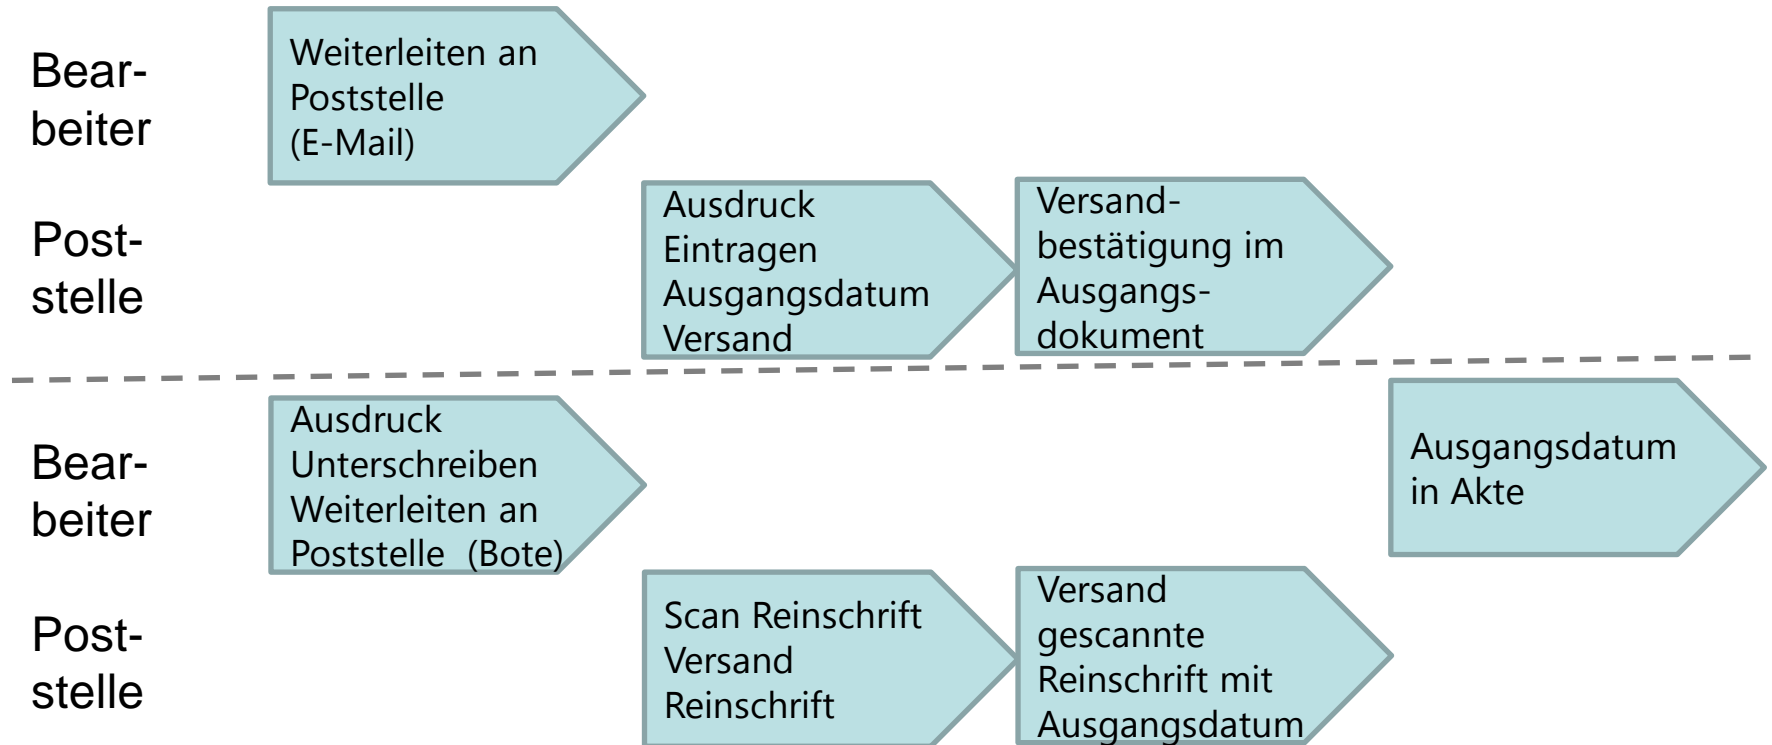 Bear-
beiter
Weiterleiten an
Poststelle
(E-Mail)
Post-
stelle
Ausdruck
Eintragen
Ausgangsdatum
Versand
Versand-
bestätigung im
Ausgangs-
dokument
Bear-
beiter
Ausdruck
Unterschreiben
Weiterleiten an
Poststelle (Bote)
Ausgangsdatum
in Akte
Post-
stelle
Scan Reinschrift
Versand
Reinschrift
Versand
gescannte
Reinschrift mit
Ausgangsdatum